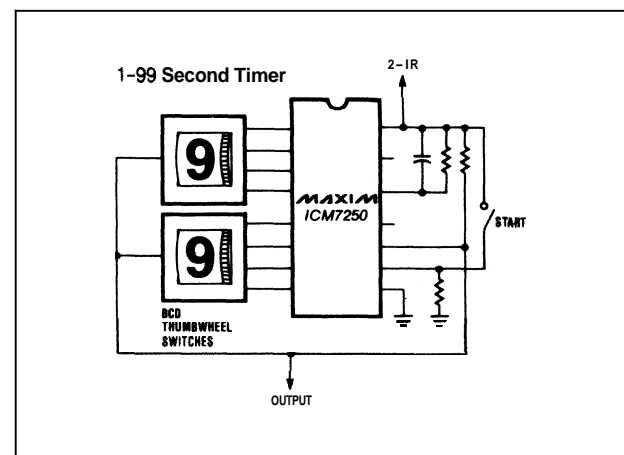 1-99 Second Timer
2-IR
9
MAXIM
ICM7250
START
9
BCD
THUMBWHEEL
SWITCHES
OUTPUT